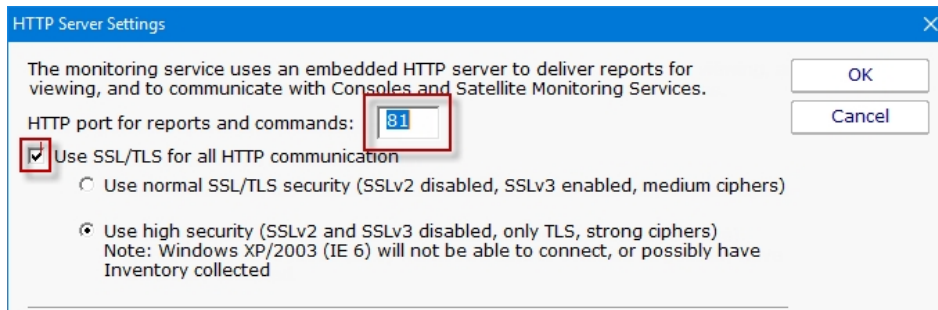 HTTP Server Settings
The monitoring service uses an embedded HTTP server to deliver reports for
viewing, and to communicate with Consoles and Satellite Monitoring Services.
OK
Cancel
HTTP port for reports and commands: 81
Use SSL/TLS for all HTTP communication
Use normal SSL/TLS security (SSLv2 disabled, SSLv3 enabled, medium ciphers)
Use high security (SSLv2 and SSLv3 disabled, only TLS, strong ciphers)
Note: Windows XP/2003 (IE 6) will not be able to connect, or possibly have
Inventory collected